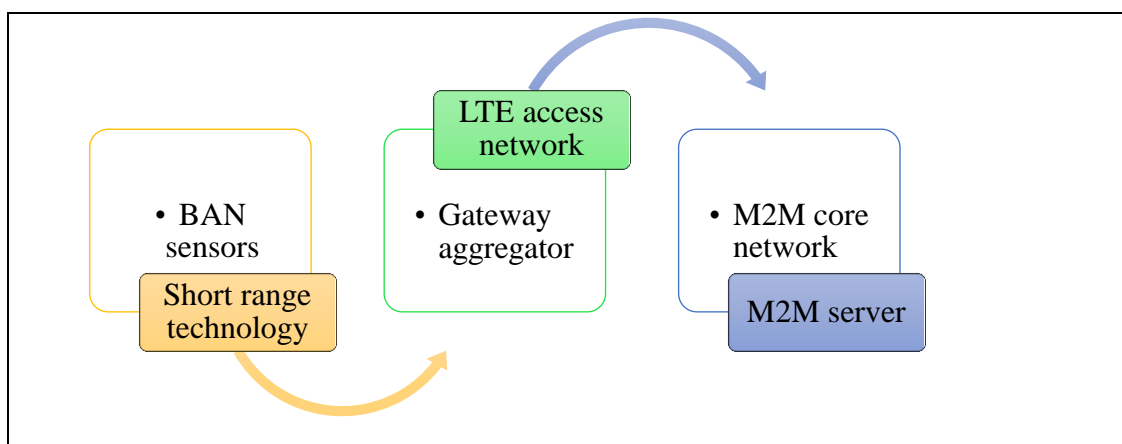 • BAN
sensors
Short range
technology
LTE access
network
• Gateway
aggregator
• M2M core
network
M2M server